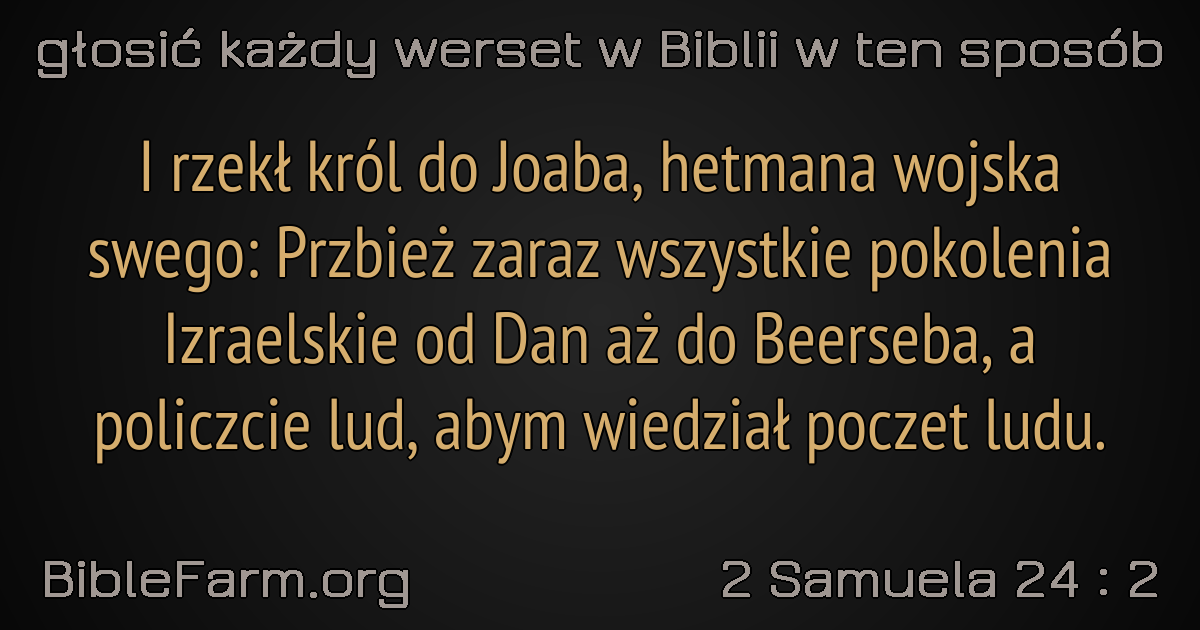 głosić każdy werset w Biblii w ten sposób
I rzekł król do Joaba, hetmana wojska
swego: Przbież zaraz wszystkie pokolenia
Izraelskie od Dan aż do Beerseba, a
policzcie lud, abym wiedział poczet ludu.
BibleFarm.org
2 Samuela 24 : 2